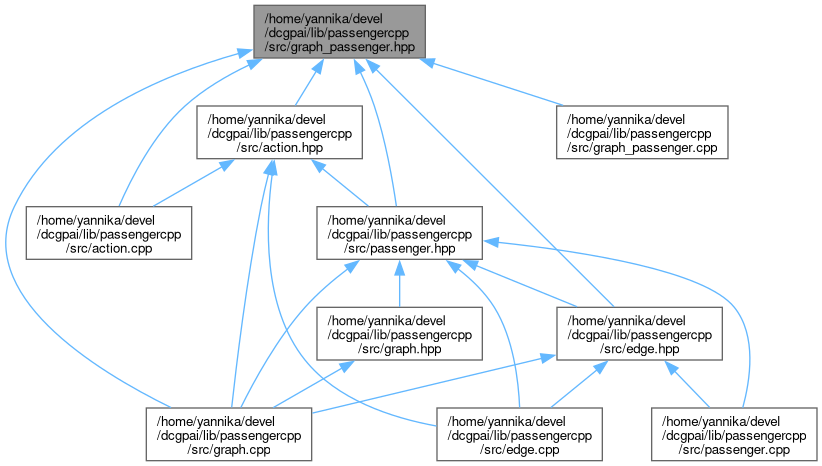 /home/yannika/devel
/dcgpai/lib/passengercpp
/src/graph_passenger.hpp
/home/yannika/devel
/dcgpai/lib/passengercpp
/src/action.hpp
/home/yannika/devel
/dcgpai/lib/passengercpp
/src/graph_passenger.cpp
/home/yannika/devel
/dcgpai/lib/passengercpp
/src/action.cpp
/home/yannika/devel
/dcgpai/lib/passengercpp
/src/passenger.hpp
/home/yannika/devel
/dcgpai/lib/passengercpp
/src/graph.hpp
/home/yannika/devel
/dcgpai/lib/passengercpp
/src/edge.hpp
/home/yannika/devel
/dcgpai/lib/passengercpp
/src/graph.cpp
/home/yannika/devel
/dcgpai/lib/passengercpp
/src/edge.cpp
/home/yannika/devel
/dcgpai/lib/passengercpp
/src/passenger.cpp